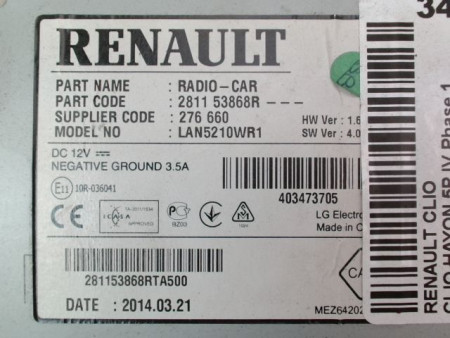 RENAULT
PART NAME : RADIO-CAR
PART CODE : 2811 53868R - - -
SUPPLIER CODE : 276 660
MODEL NO : LAN5210WR1
HW Ver : 1.
SW Ver : 4.0
DC 12V
NEGATIVE GROUND 3.5A
E11 10R-036041
403473705
LG Electro
Made in C
281153868RTA500
DATE : 2014.03.21
MEZ64202
CA
34
RENAULT CLIO
CLIO HAYON 5P IV Phase 1